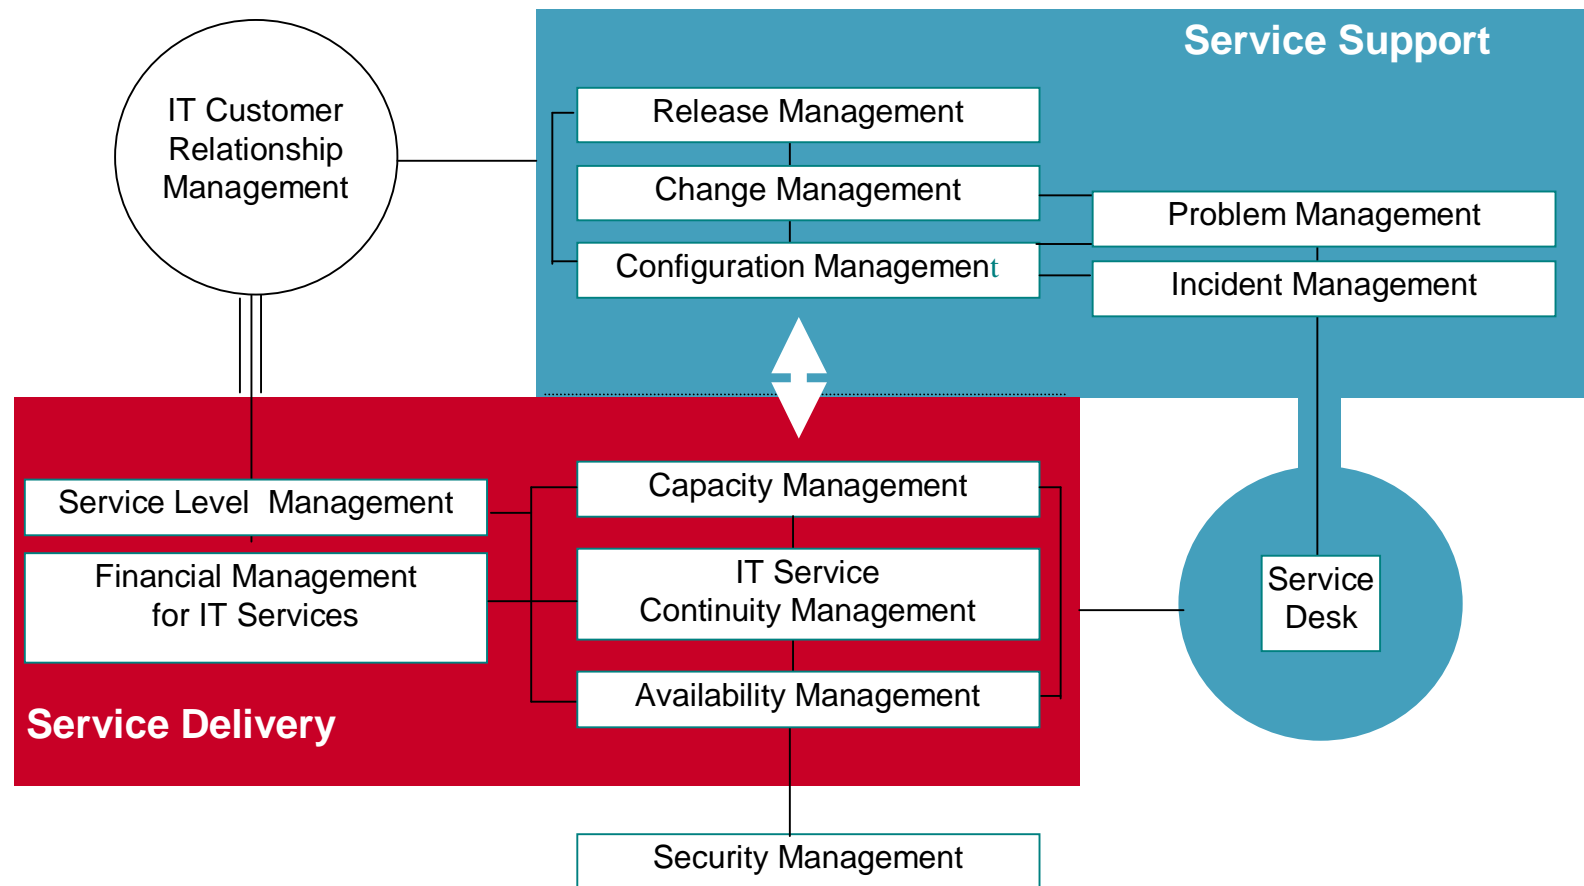 Service Support
IT Customer
Relationship
Management
Release Management
Change Management
Problem Management
Configuration Management
Incident Management
Service Level  Management
Capacity Management
Financial Management
for IT Services
IT Service
Continuity Management
Service
Desk
Availability Management
Service Delivery
Security Management